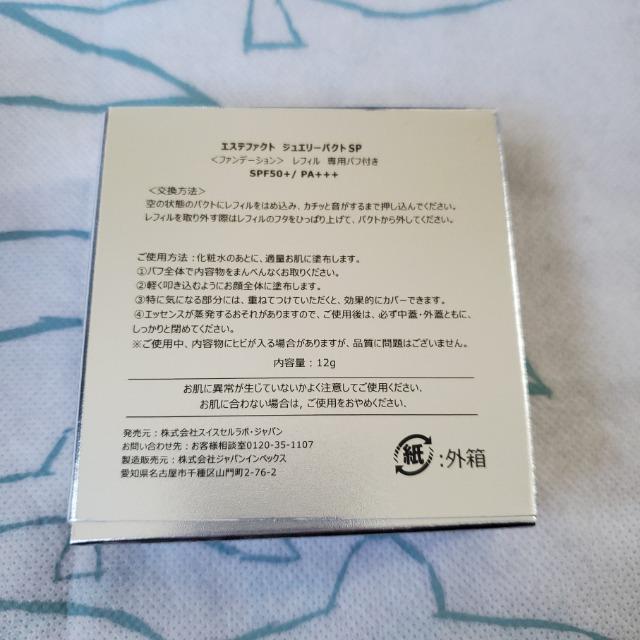 エステファクト ジュエリーパクトSP
<ファンデーション> レフィル 専用パフ付き
SPF50+/ PA+++
<交換方法>
空の状態のパクトにレフィルをはめ込み、カチッと音がするまで押し込んでください。
レフィルを取り外す際はレフィルのフタをひっぱり上げて、パクトから外してください。
ご使用方法:化粧水のあとに、適量お肌に塗布します。
①パフ全体で内容物をまんべんなくお取りください。
②軽く叩き込むようにお顔全体に塗布します。
③特に気になる部分には、重ねてつけていただくと、効果的にカバーできます。
④エッセンスが蒸発するおそれがありますので、ご使用後は、必ず中蓋・外蓋ともに、
しっかりと閉めてください。
※ご使用中、内容物にヒビが入る場合がありますが、品質に問題はございません。
内容量:12g
お肌に異常が生じていないかよく注意してご使用ください.
お肌に合わない場合は, ご使用をおやめください.
発売元:株式会社スイスセルラボ・ジャパン
お問い合わせ先:お客様相談室0120-35-1107
製造販売元:株式会社ジャパンインペックス
愛知県名古屋市千種区山門町2-76-2
紙:外箱